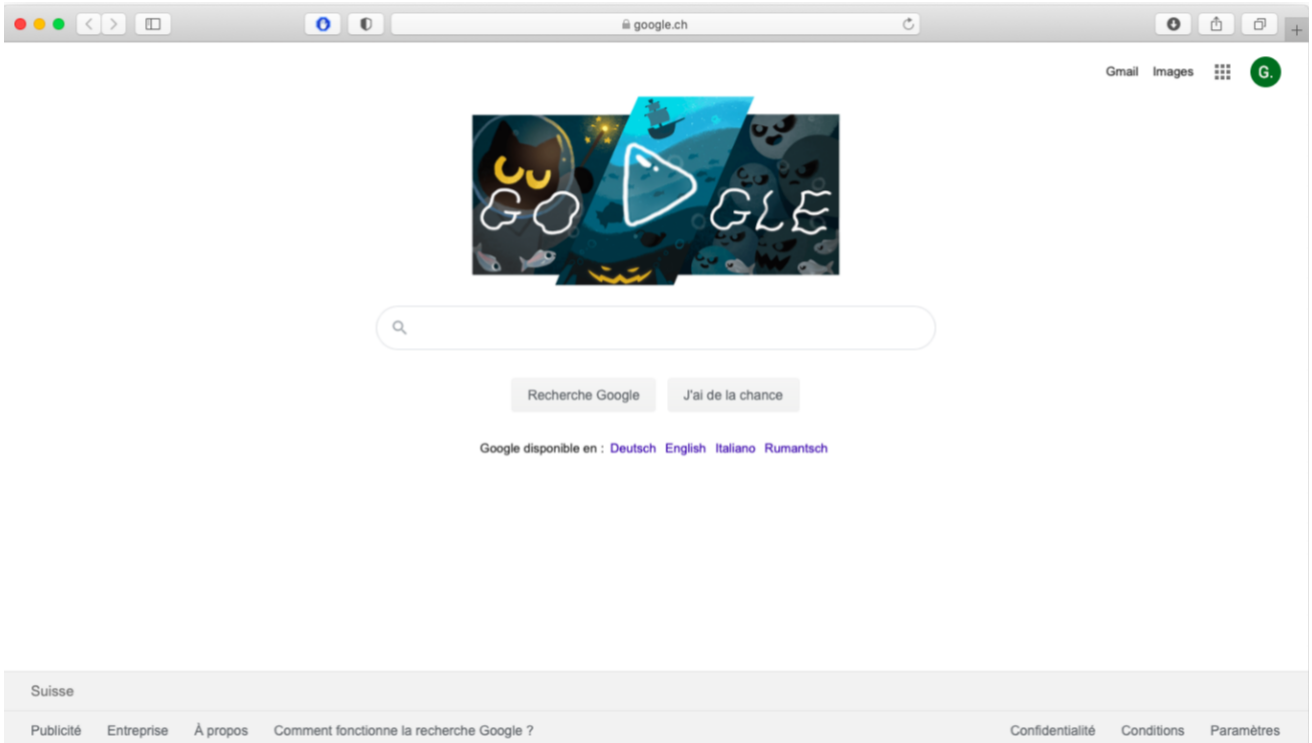 google.ch
Gmail Images G.
GO GLE
Recherche Google J'ai de la chance
Google disponible en : Deutsch English Italiano Rumantsch
Suisse
Publicité Entreprise À propos Comment fonctionne la recherche Google ? Confidentialité Conditions Paramètres